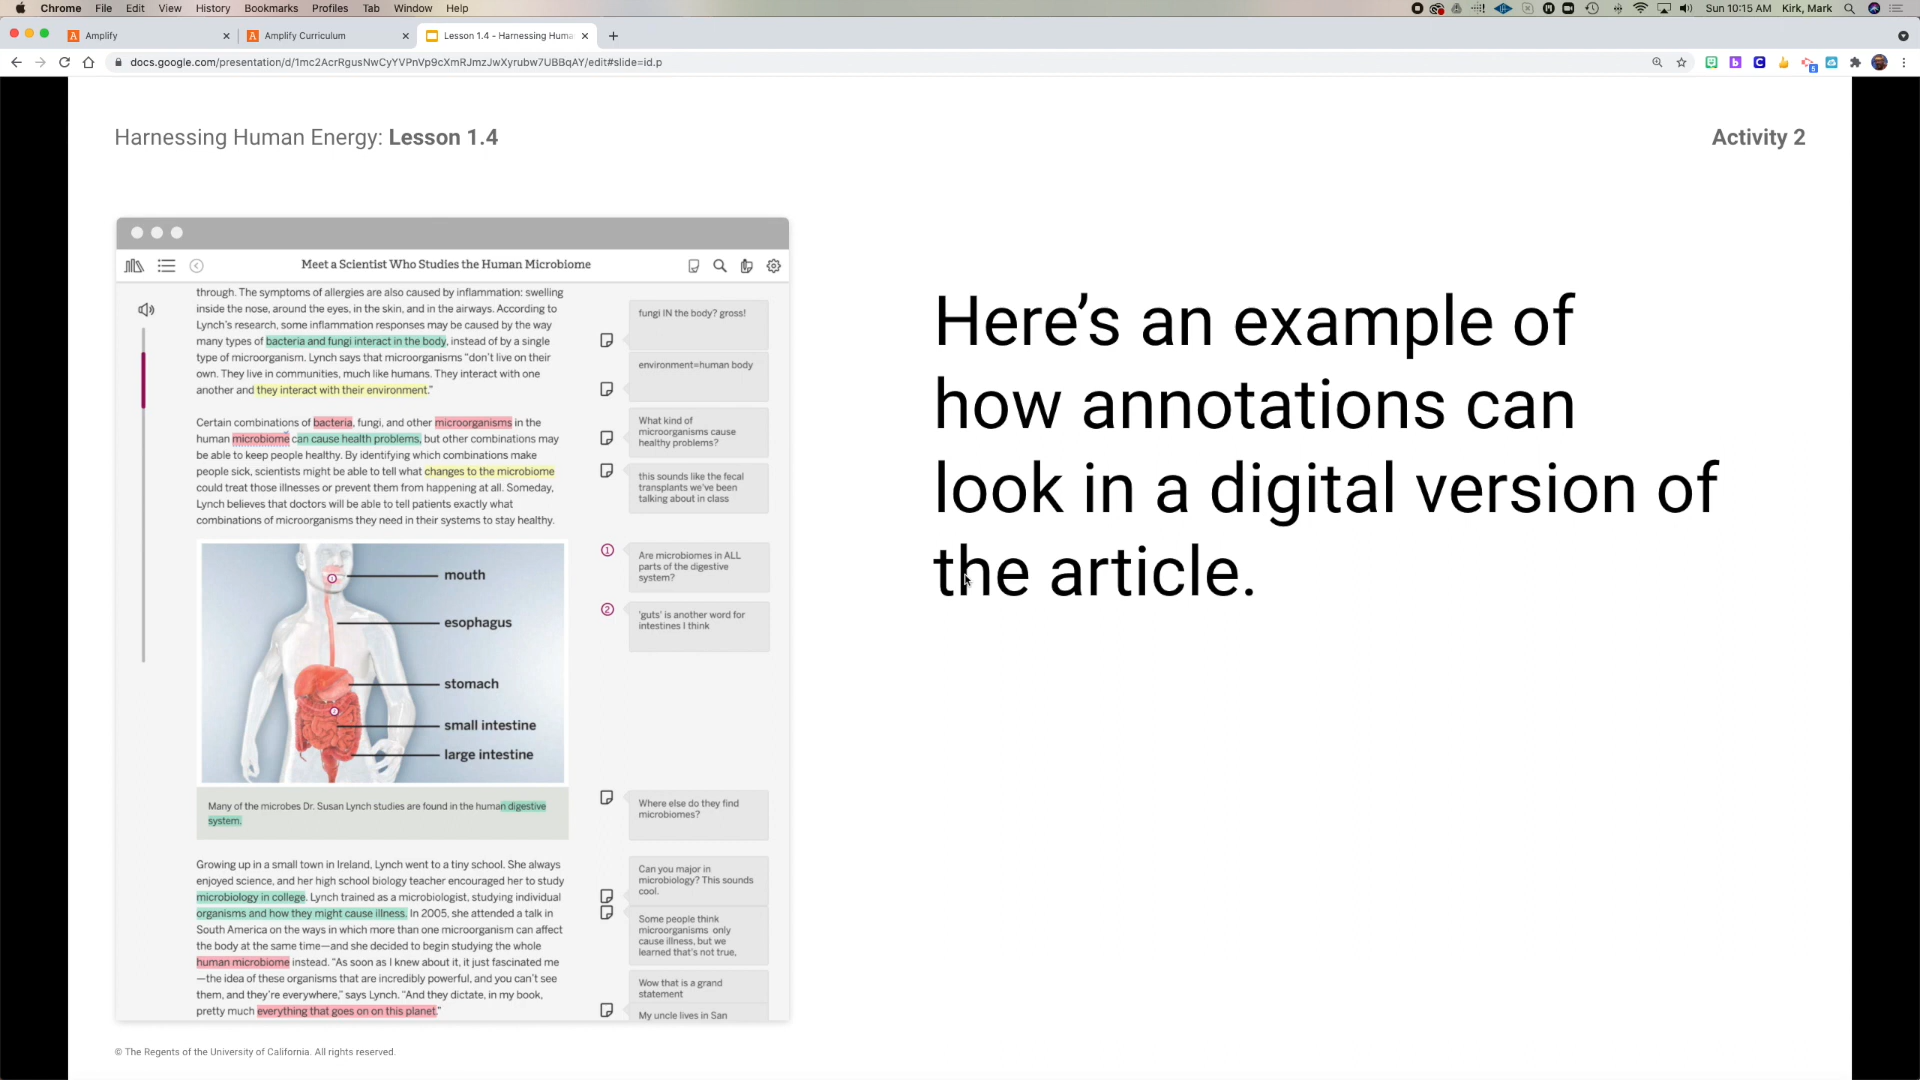 Chrome File Edit View History Bookmarks Profiles Tab Window Help
Sun 10:15 AM Kirk, Mark
Amplify
Amplify Curriculum
Lesson 1.4 - Harnessing Huma
docs.google.com/presentation/d/1mc2AcrRgusNwCyYVPnVp9cXmRJmzJwXyrubw7UBBqAY/edit#slide=id.p
Harnessing Human Energy: Lesson 1.4
Activity 2
Meet a Scientist Who Studies the Human Microbiome
through. The symptoms of allergies are also caused by inflammation: swelling
inside the nose, around the eyes, in the skin, and in the airways. According to
Lynch's research, some inflammation responses may be caused by the way
many types of bacteria and fungi interact in the body, instead of by a single
type of microorganism. Lynch says that microorganisms "don't live on their
own. They live in communities, much like humans. They interact with one
another and they interact with their environment."
Certain combinations of bacteria, fungi, and other microorganisms in the
human microbiome can cause health problems, but other combinations may
be able to keep people healthy. By identifying which combinations make
people sick, scientists might be able to tell what changes to the microbiome
could treat those illnesses or prevent them from happening at all. Someday,
Lynch believes that doctors will be able to tell patients exactly what
combinations of microorganisms they need in their systems to stay healthy.
mouth
esophagus
stomach
small intestine
large intestine
Many of the microbes Dr. Susan Lynch studies are found in the human digestive
system.
Growing up in a small town in Ireland, Lynch went to a tiny school. She always
enjoyed science, and her high school biology teacher encouraged her to study
microbiology in college. Lynch trained as a microbiologist, studying individual
organisms and how they might cause illness. In 2005, she attended a talk in
South America on the ways in which more than one microorganism can affect
the body at the same time—and she decided to begin studying the whole
human microbiome instead. "As soon as I knew about it, it just fascinated me
—the idea of these organisms that are incredibly powerful, and you can't see
them, and they're everywhere," says Lynch. "And they dictate, in my book,
pretty much everything that goes on on this planet."
fungi IN the body? gross!
environment=human body
What kind of
microorganisms cause
healthy problems?
this sounds like the fecal
transplants we've been
talking about in class
1
Are microbiomes in ALL
parts of the digestive
system?
2
'guts' is another word for
intestines I think
Where else do they find
microbiomes?
Can you major in
microbiology? This sounds
cool.
Some people think
microorganisms only
cause illness, but we
learned that's not true,
Wow that is a grand
statement
My uncle lives in San
Here's an example of
how annotations can
look in a digital version of
the article.
© The Regents of the University of California. All rights reserved.